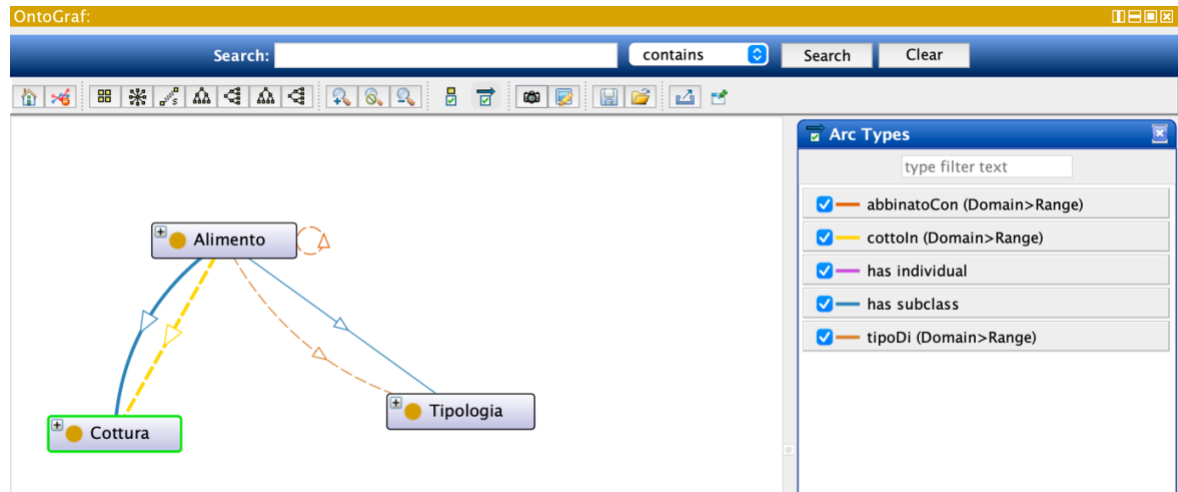 OntoGraf:
Search: contains Search Clear
Arc Types
type filter text
abbinatoCon (Domain>Range)
cottoIn (Domain>Range)
has individual
has subclass
tipoDi (Domain>Range)
Alimento
Tipologia
Cottura